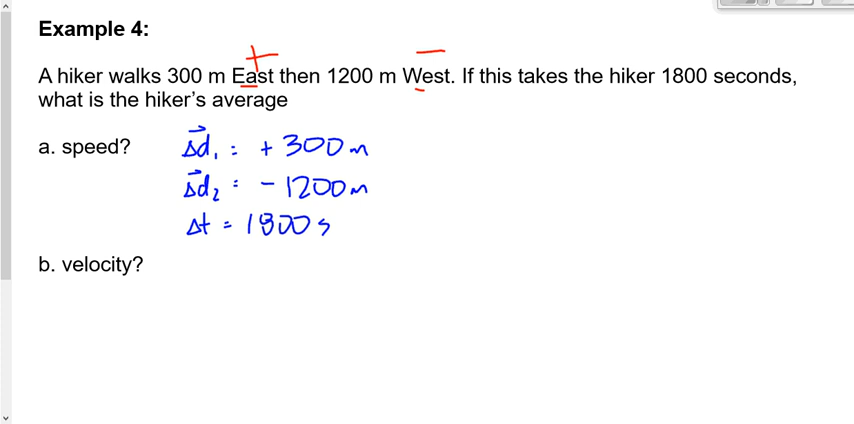 Example 4:
+ −
A hiker walks 300 m East then 1200 m West. If this takes the hiker 1800 seconds,
what is the hiker's average
a. speed? Δd⃗₁ = + 300 m
Δd⃗₂ = − 1200 m
Δt = 1800 s
b. velocity?